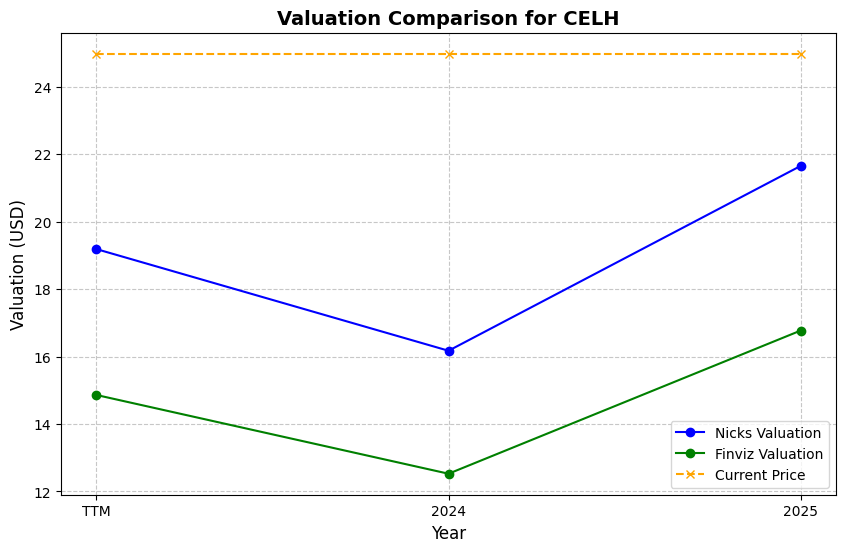 Valuation Comparison for CELH
Valuation (USD)
24
22
20
18
16
14
12
TTM
2024
2025
Year
Nicks Valuation
Finviz Valuation
Current Price